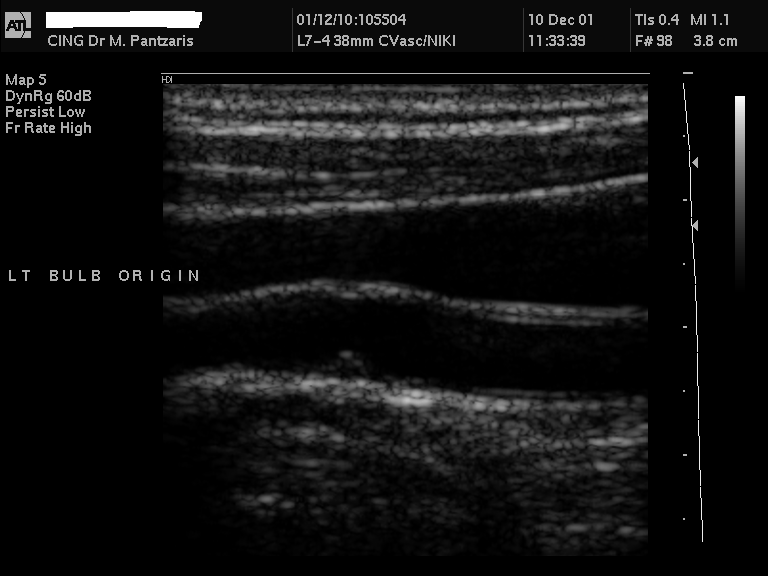 ATL
CING Dr M. Pantzaris
01/12/10:105504
L7-4 38mm CVasc/NIKI
10 Dec 01
11:33:39
TIs 0.4 MI 1.1
F# 98 3.8 cm
Map 5
DynRg 60dB
Persist Low
Fr Rate High
HDI
LT BULB ORIGIN